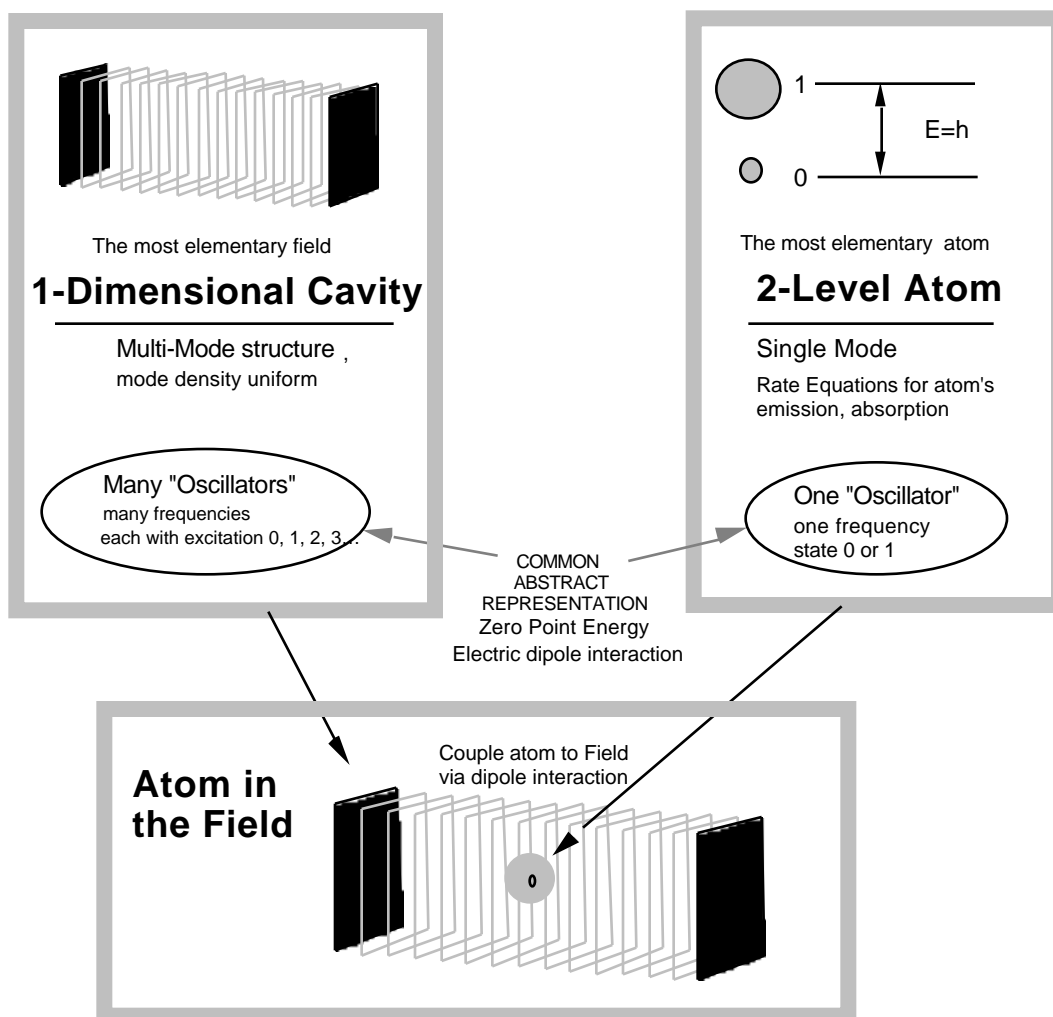 The most elementary field
1-Dimensional Cavity
Multi-Mode structure ,
mode density uniform
Many "Oscillators"
many frequencies
each with excitation 0, 1, 2, 3...
1
E=h
0
The most elementary atom
2-Level Atom
Single Mode
Rate Equations for atom's
emission, absorption
One "Oscillator"
one frequency
state 0 or 1
COMMON
ABSTRACT
REPRESENTATION
Zero Point Energy
Electric dipole interaction
Atom in
the Field
Couple atom to Field
via dipole interaction
0